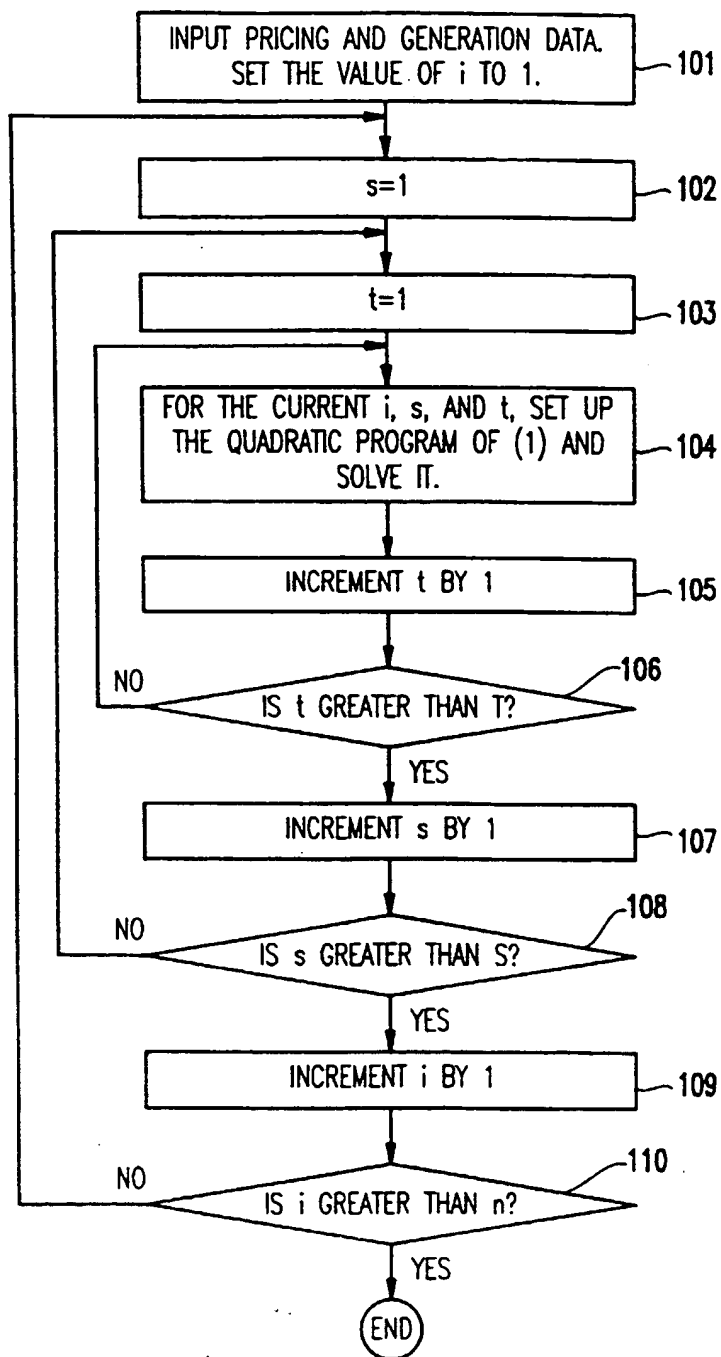 INPUT PRICING AND GENERATION DATA.
SET THE VALUE OF i TO 1.
101
s=1
102
t=1
103
FOR THE CURRENT i, s, AND t, SET UP
THE QUADRATIC PROGRAM OF (1) AND
SOLVE IT.
104
INCREMENT t BY 1
105
106
NO
IS t GREATER THAN T?
YES
INCREMENT s BY 1
107
108
NO
IS s GREATER THAN S?
YES
INCREMENT i BY 1
109
110
NO
IS i GREATER THAN n?
YES
END